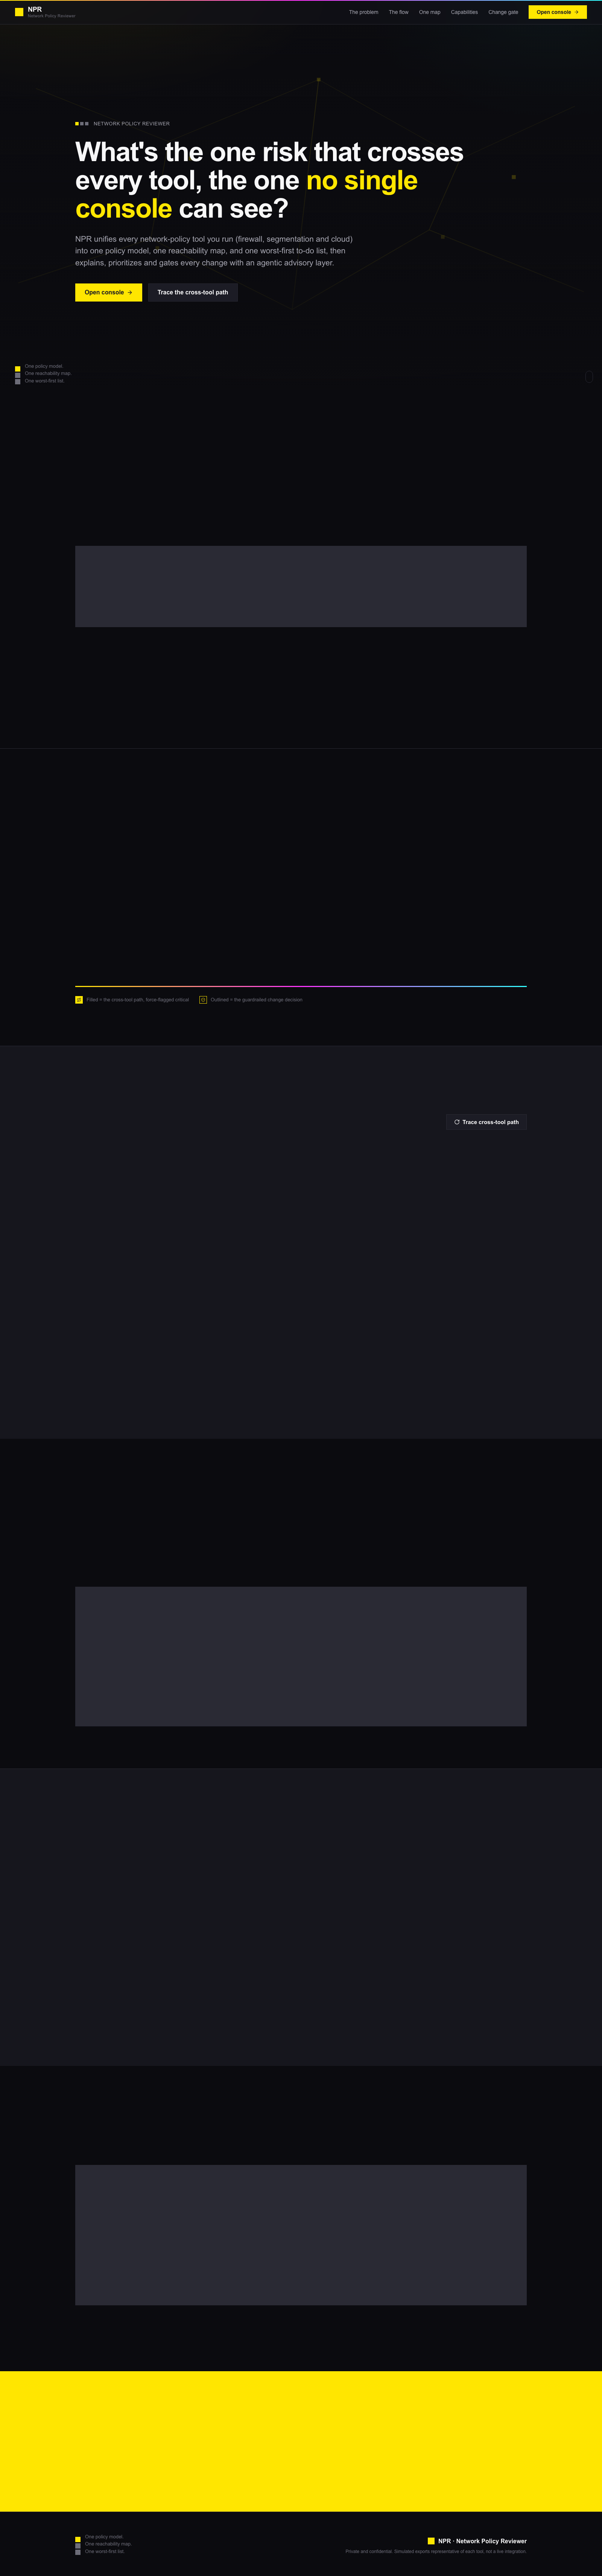 NPR
Network Policy Reviewer
The problem
The flow
One map
Capabilities
Change gate
Open console
NETWORK POLICY REVIEWER
What's the one risk that crosses
every tool, the one no single
console can see?
NPR unifies every network-policy tool you run (firewall, segmentation and cloud)
into one policy model, one reachability map, and one worst-first to-do list, then
explains, prioritizes and gates every change with an agentic advisory layer.
Open console
Trace the cross-tool path
One policy model.
One reachability map.
One worst-first list.
Filled = the cross-tool path, force-flagged critical
Outlined = the guardrailed change decision
Trace cross-tool path
One policy model.
One reachability map.
One worst-first list.
NPR · Network Policy Reviewer
Private and confidential. Simulated exports representative of each tool, not a live integration.